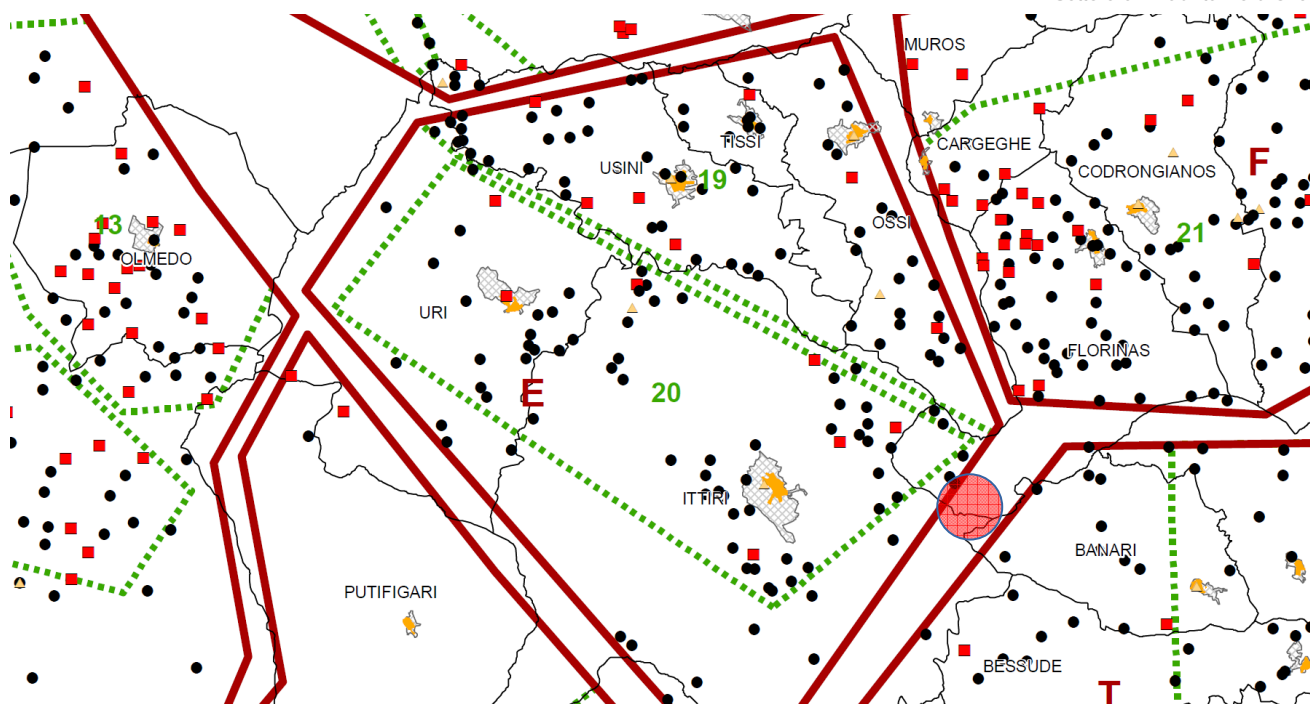 MUROS
CARGEGHE
TISSI
F
USINI
19
CODRONGIANOS
13
OSSI
21
OLMEDO
URI
FLORINAS
E
20
ITTIRI
BANARI
PUTIFIGARI
BESSUDE
T